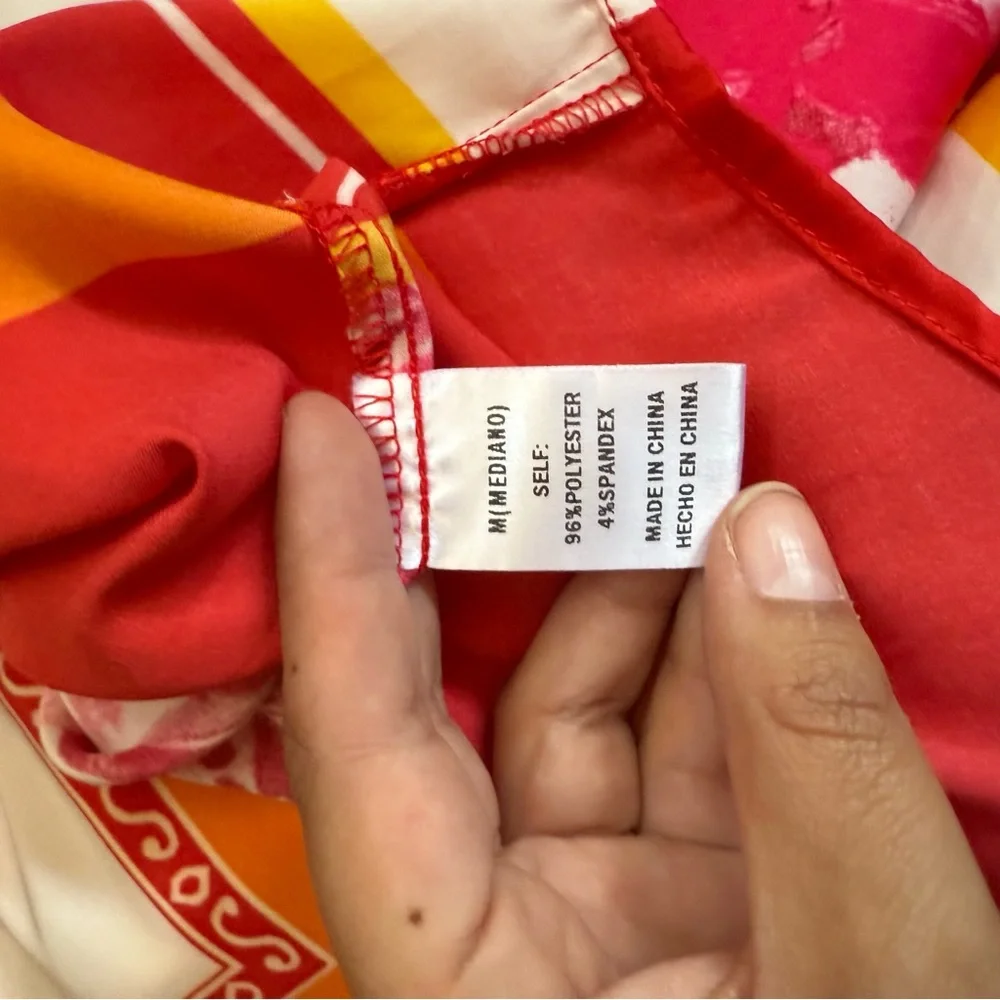 M(MEDIANO)
SELF:
96%POLYESTER
4%SPANDEX
MADE IN CHINA
HECHO EN CHINA